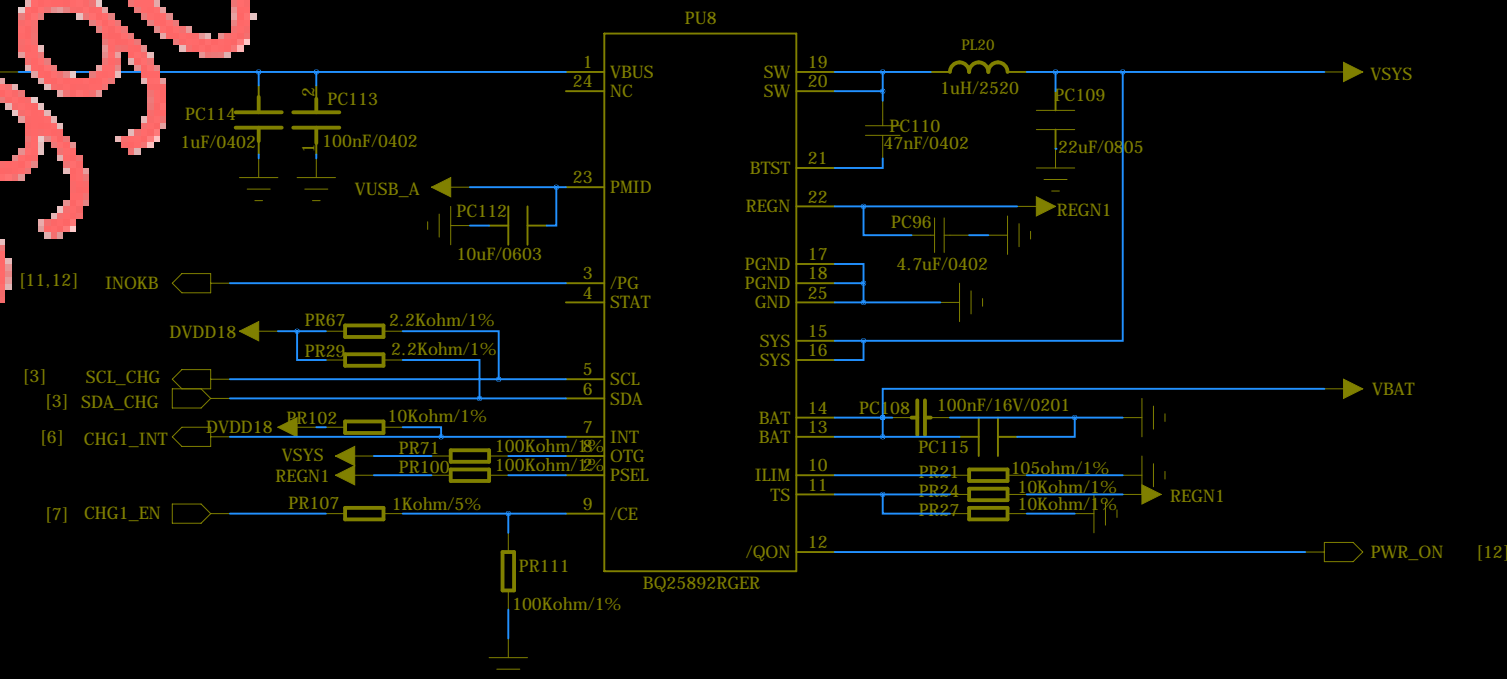 PU8
PL20
1 VBUS
24 NC
SW 19
SW 20
VSYS
1uH/2520
PC109
PC114
2
PC113
1uF/0402
1
100nF/0402
PC110
47nF/0402
22uF/0805
BTST 21
VUSB_A
23 PMID
REGN 22
REGN1
PC112
10uF/0603
PC96
4.7uF/0402
PGND 17
PGND 18
GND 25
[11,12] INOKB
3 /PG
4 STAT
DVDD18
PR67 2.2Kohm/1%
PR29 2.2Kohm/1%
SYS 15
SYS 16
[3] SCL_CHG
5 SCL
[3] SDA_CHG
6 SDA
VBAT
DVDD18
PR102 10Kohm/1%
BAT 14
PC108 100nF/16V/0201
[6] CHG1_INT
7 INT
BAT 13
PC115
VSYS
PR71 100Kohm/1%
8 OTG
REGN1
PR100 100Kohm/1%
2 PSEL
ILIM 10
PR21 105ohm/1%
TS 11
PR24 10Kohm/1%
REGN1
PR27 10Kohm/1%
[7] CHG1_EN
PR107 1Kohm/5%
9 /CE
/QON 12
PWR_ON [12]
PR111
100Kohm/1%
BQ25892RGER